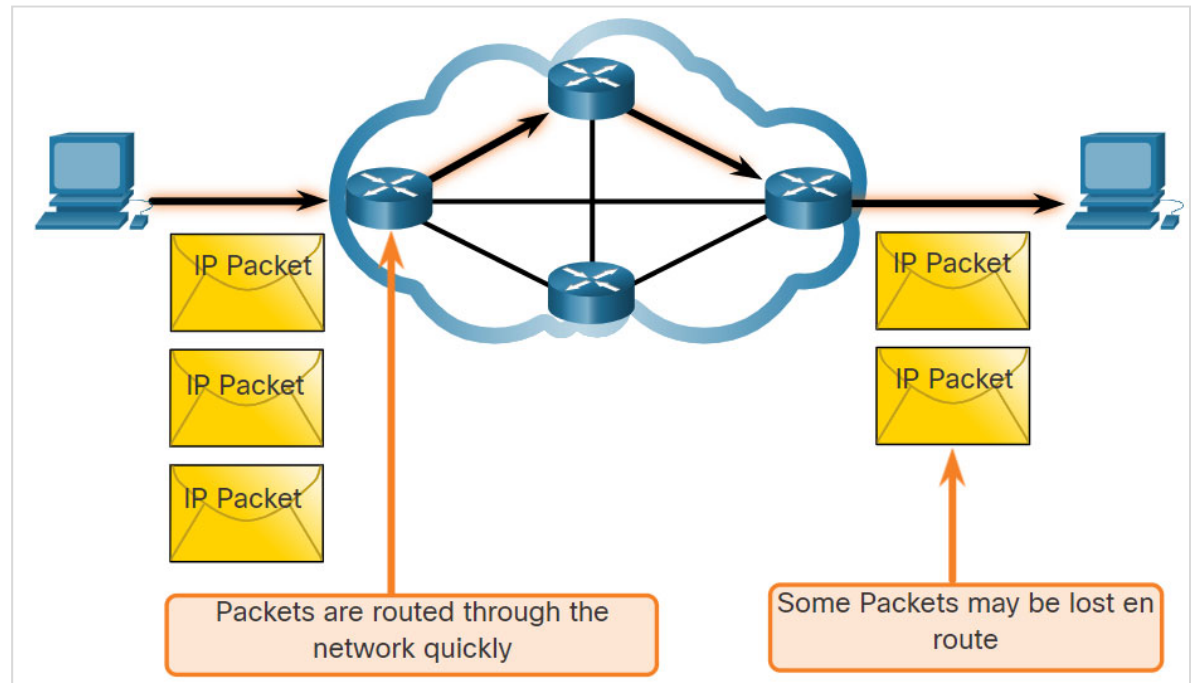 IP Packet
IP Packet
IP Packet
IP Packet
IP Packet
Packets are routed through the
network quickly
Some Packets may be lost en
route